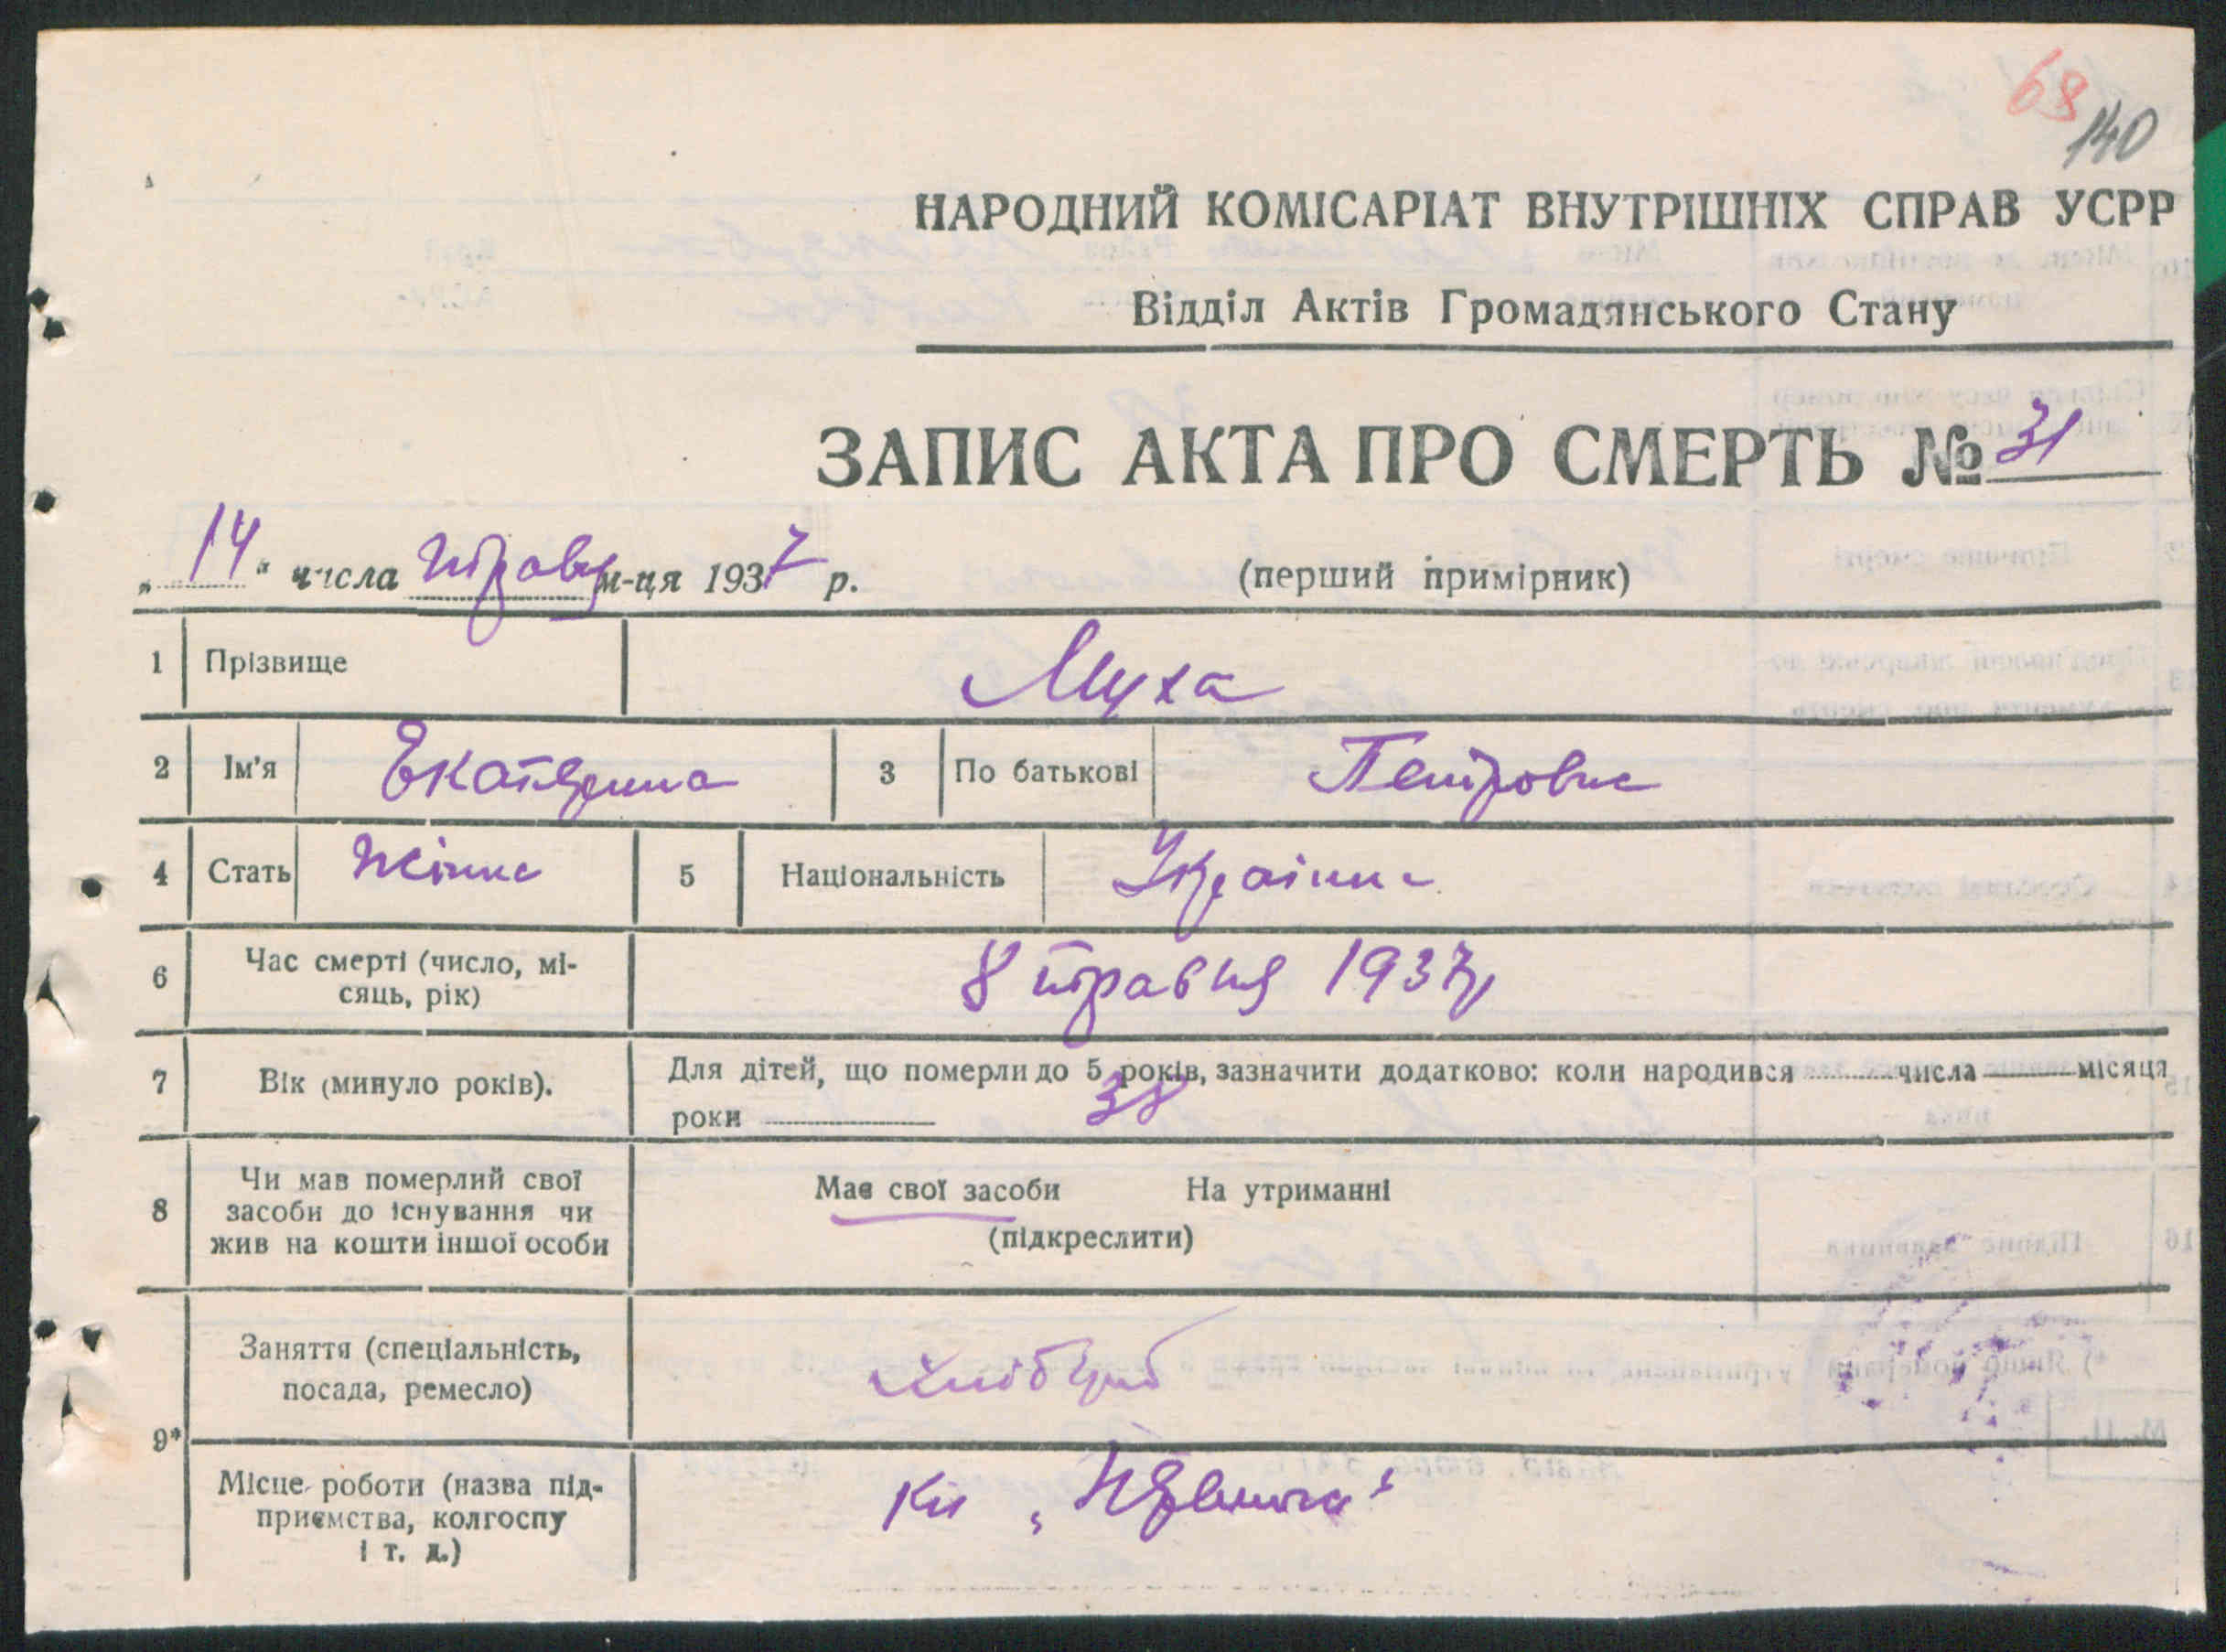 68
140
НАРОДНИЙ КОМІСАРІАТ ВНУТРІШНІХ СПРАВ УСРР
Відділ Актів Громадянського Стану
ЗАПИС АКТА ПРО СМЕРТЬ № 31
„ 14 " числа травня м-ця 1937 р. (перший примірник)
1 Прізвище Муха
2 Ім'я Екатерина 3 По батькові Петровна
4 Стать Жінка 5 Національність Українка
6 Час смерті (число, мі-
сяць, рік) 8 травня 1937р
7 Вік (минуло років). Для дітей, що померли до 5 років, зазначити додатково: коли народився числа місяця
роки 38
8 Чи мав померлий свої
засоби до існування чи
жив на кошти іншої особи
Має свої засоби На утриманні
(підкреслити)
9*
Заняття (спеціальність,
посада, ремесло) хлібороб
Місце роботи (назва під-
приємства, колгоспу
і т. д.)